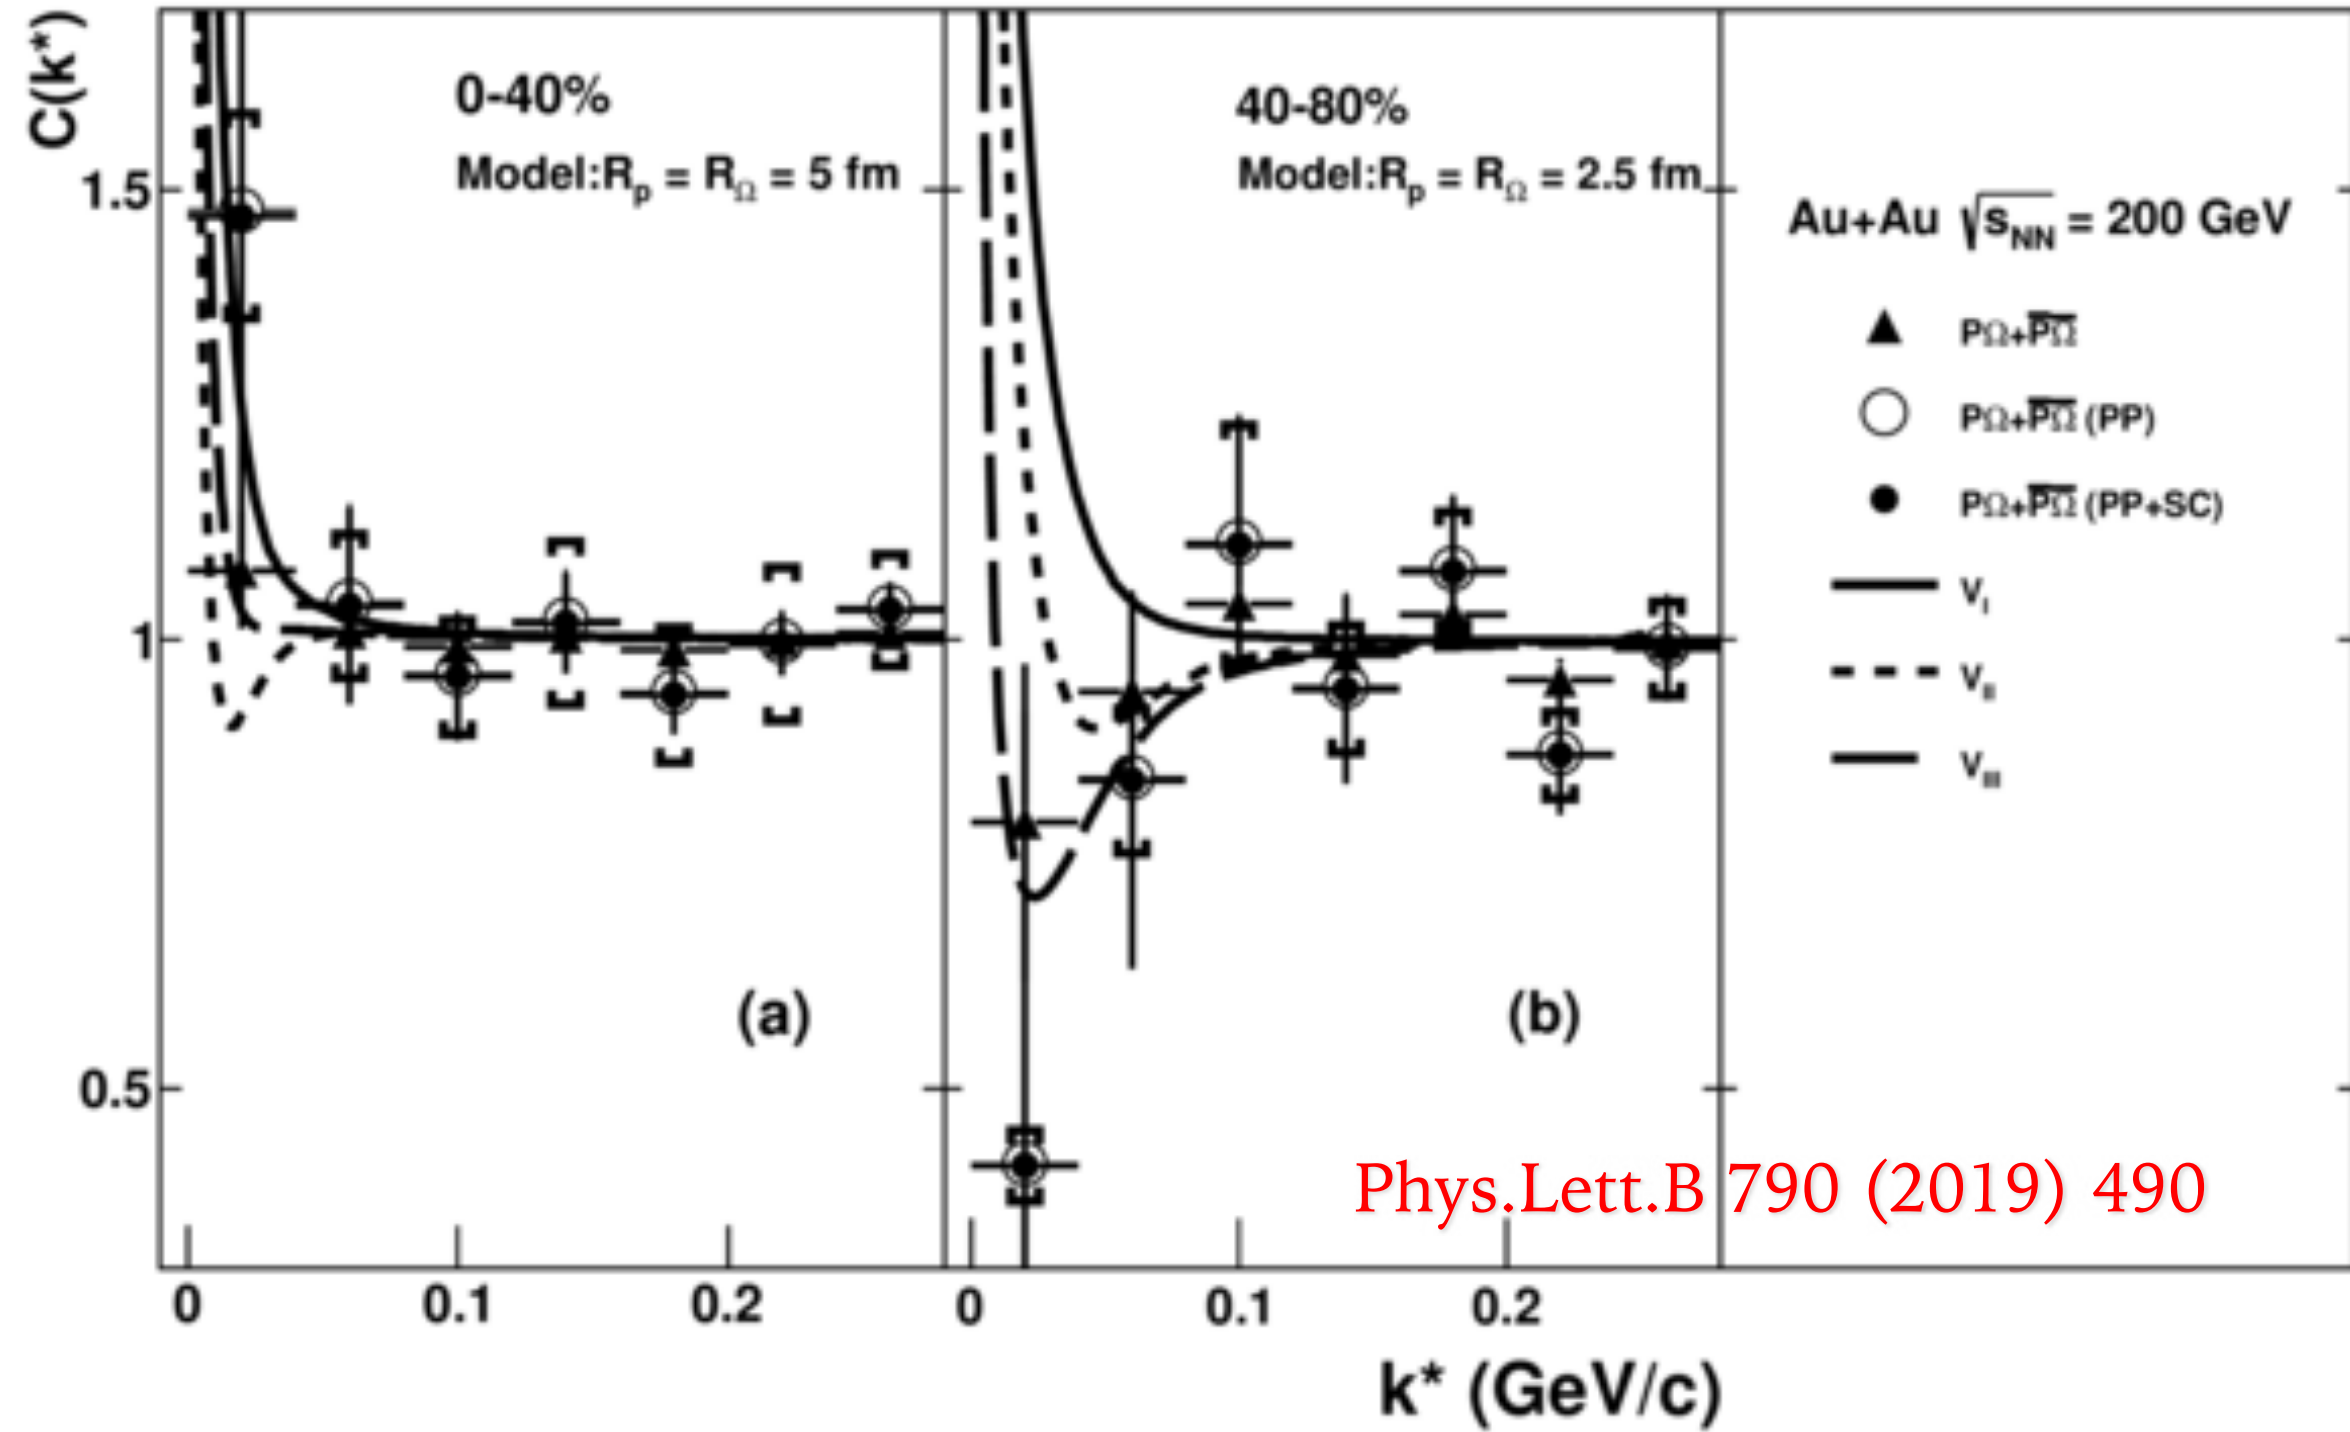 C(k*)
1.5
1
0.5
0-40%
Model:Rp = RΩ = 5 fm
(a)
0
0.1
0.2
40-80%
Model:Rp = RΩ = 2.5 fm
(b)
0
0.1
0.2
k* (GeV/c)
Au+Au √sNN = 200 GeV
PΩ+P̅Ω̅
PΩ+P̅Ω̅ (PP)
PΩ+P̅Ω̅ (PP+SC)
VI
VII
VIII
Phys.Lett.B 790 (2019) 490